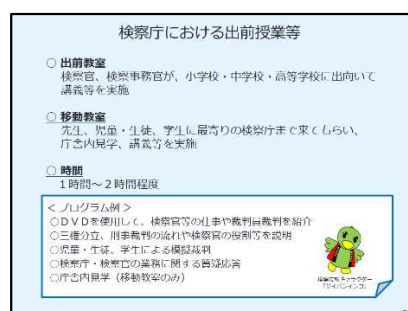 検察庁における出前授業等
○ 出前教室
検察官、検察事務官が、小学校・中学校・高等学校に出向いて
講義等を実施
○ 移動教室
先生、児童・生徒、学生に最寄りの検察庁まで来てもらい、
庁舎内見学、講義等を実施
○ 時間
1時間~2時間程度
<プログラム例>
○DVDを使用して、検察官等の仕事や裁判員裁判を紹介
○三権分立、刑事裁判の流れや検察官の役割等を説明
○児童・生徒、学生による模擬裁判
○検察庁・検察官の業務に関する質疑応答
○庁舎内見学(移動教室のみ)
「サイバンインコ」